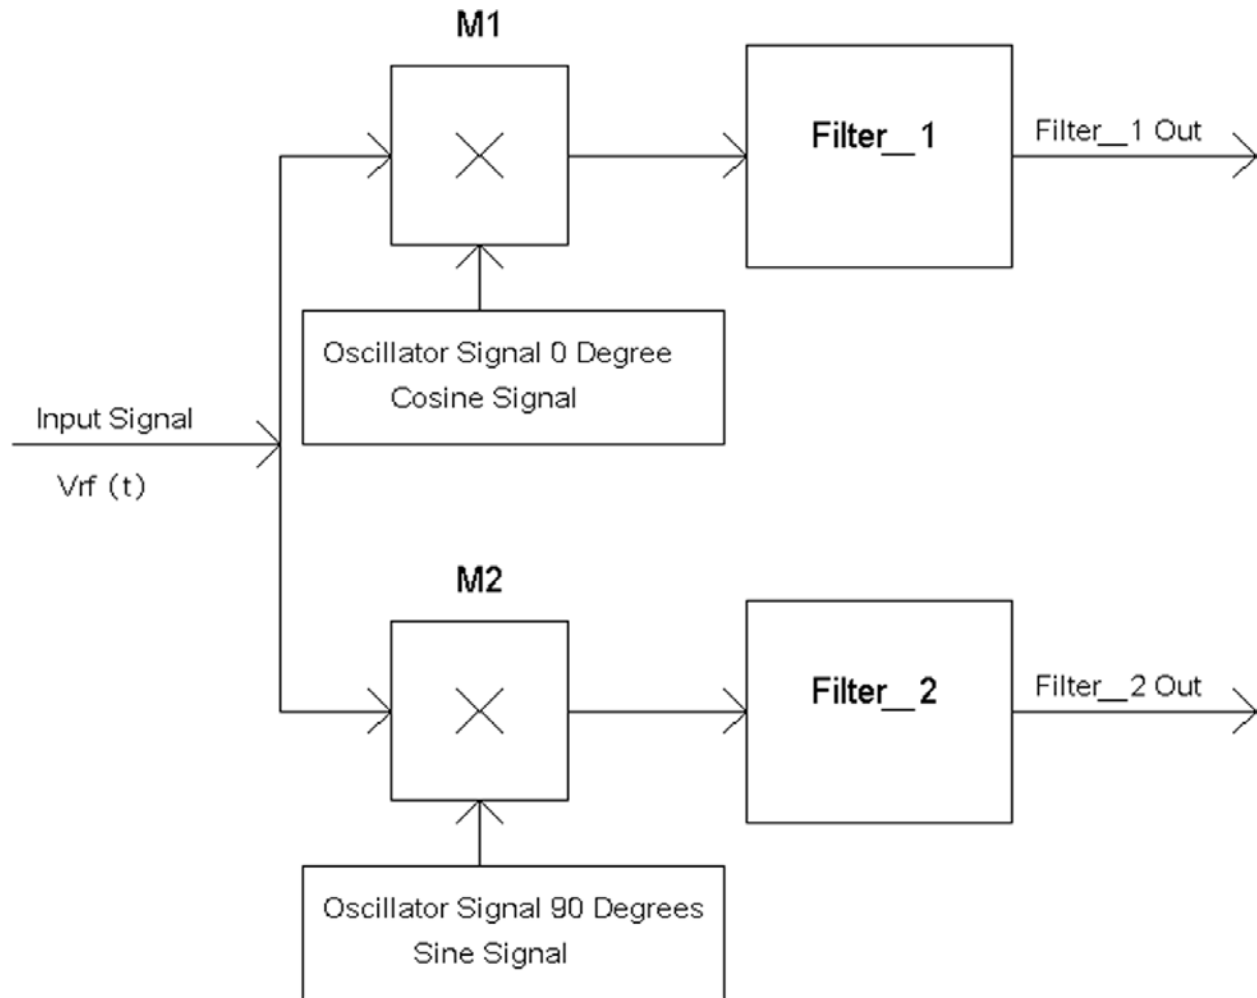 M1
Filter__1
Filter__1 Out
Oscillator Signal 0 Degree
Cosine Signal
Input Signal
Vrf (t)
M2
Filter__2
Filter__2 Out
Oscillator Signal 90 Degrees
Sine Signal